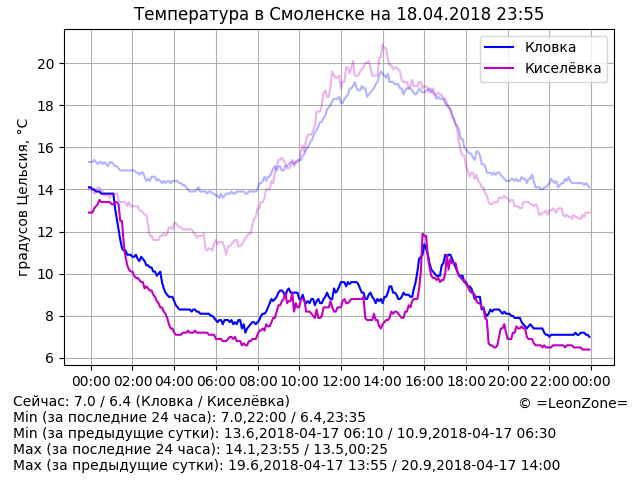 Температура в Смоленске на 18.04.2018 23:55
Кловка
Киселёвка
градусов Цельсия, °C
20
18
16
14
12
10
8
6
00:00 02:00 04:00 06:00 08:00 10:00 12:00 14:00 16:00 18:00 20:00 22:00 00:00
Сейчас: 7.0 / 6.4 (Кловка / Киселёвка)
© =LeonZone=
Min (за последние 24 часа): 7.0,22:00 / 6.4,23:35
Min (за предыдущие сутки): 13.6,2018-04-17 06:10 / 10.9,2018-04-17 06:30
Max (за последние 24 часа): 14.1,23:55 / 13.5,00:25
Max (за предыдущие сутки): 19.6,2018-04-17 13:55 / 20.9,2018-04-17 14:00